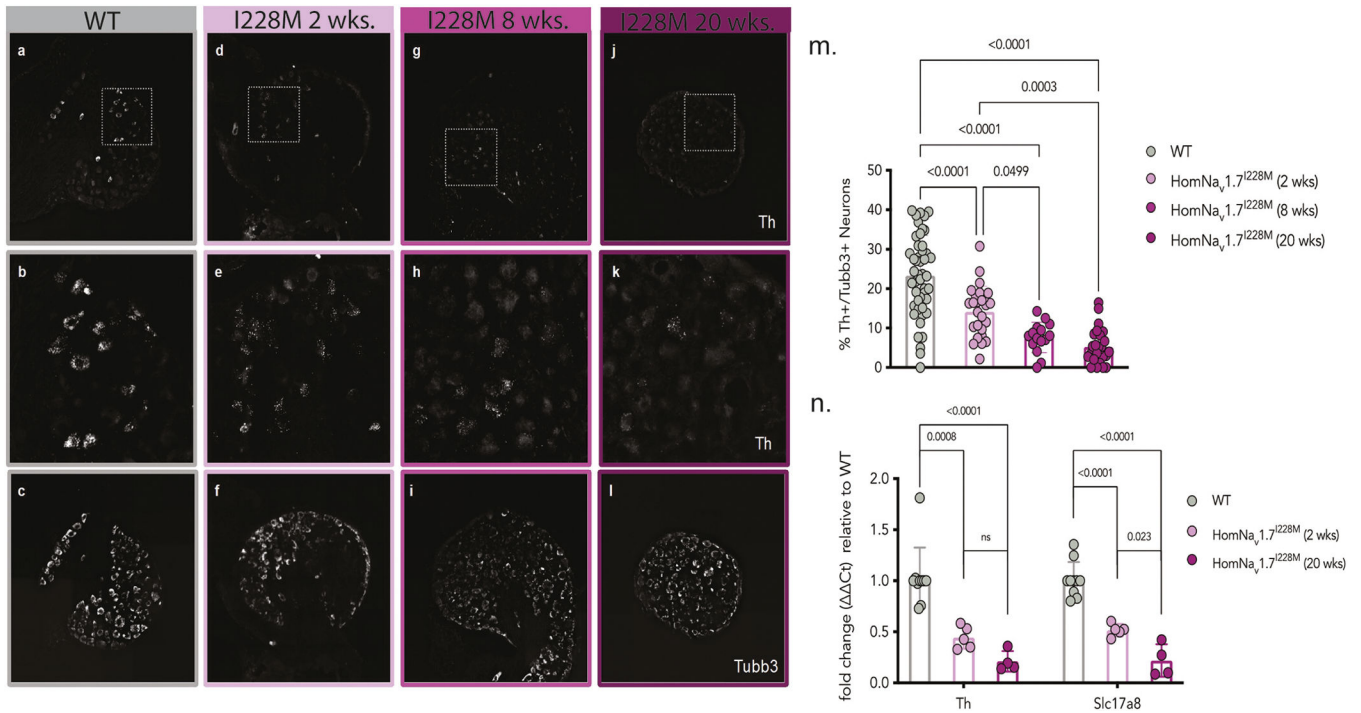 WT
I228M 2 wks.
I228M 8 wks.
I228M 20 wks.
a
d
g
j
Th
b
e
h
k
Th
c
f
i
l
Tubb3
m.
<0.0001
0.0003
<0.0001
<0.0001
0.0499
% Th+/Tubb3+ Neurons
50
40
30
20
10
0
WT
HomNav1.7I228M (2 wks)
HomNav1.7I228M (8 wks)
HomNav1.7I228M (20 wks)
n.
<0.0001
0.0008
ns
<0.0001
<0.0001
0.023
fold change (ΔΔCt) relative to WT
2.0
1.5
1.0
0.5
0.0
Th
Slc17a8
WT
HomNav1.7I228M (2 wks)
HomNav1.7I228M (20 wks)